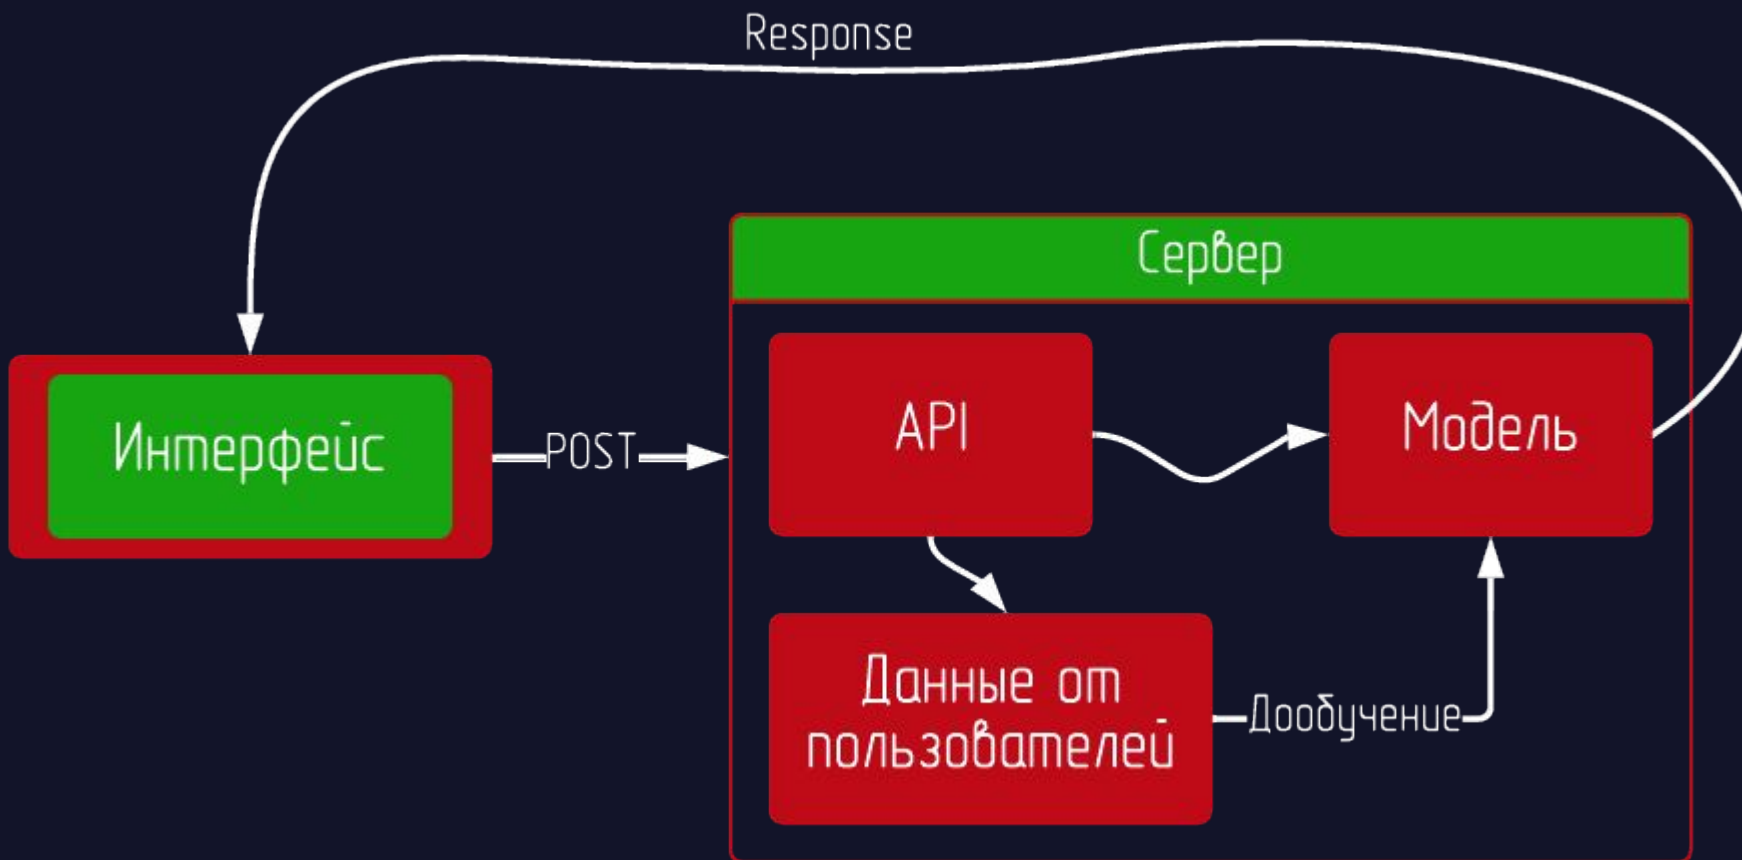 Response
Сервер
Интерфейс
POST
API
Модель
Данные от
пользователей
Дообучение